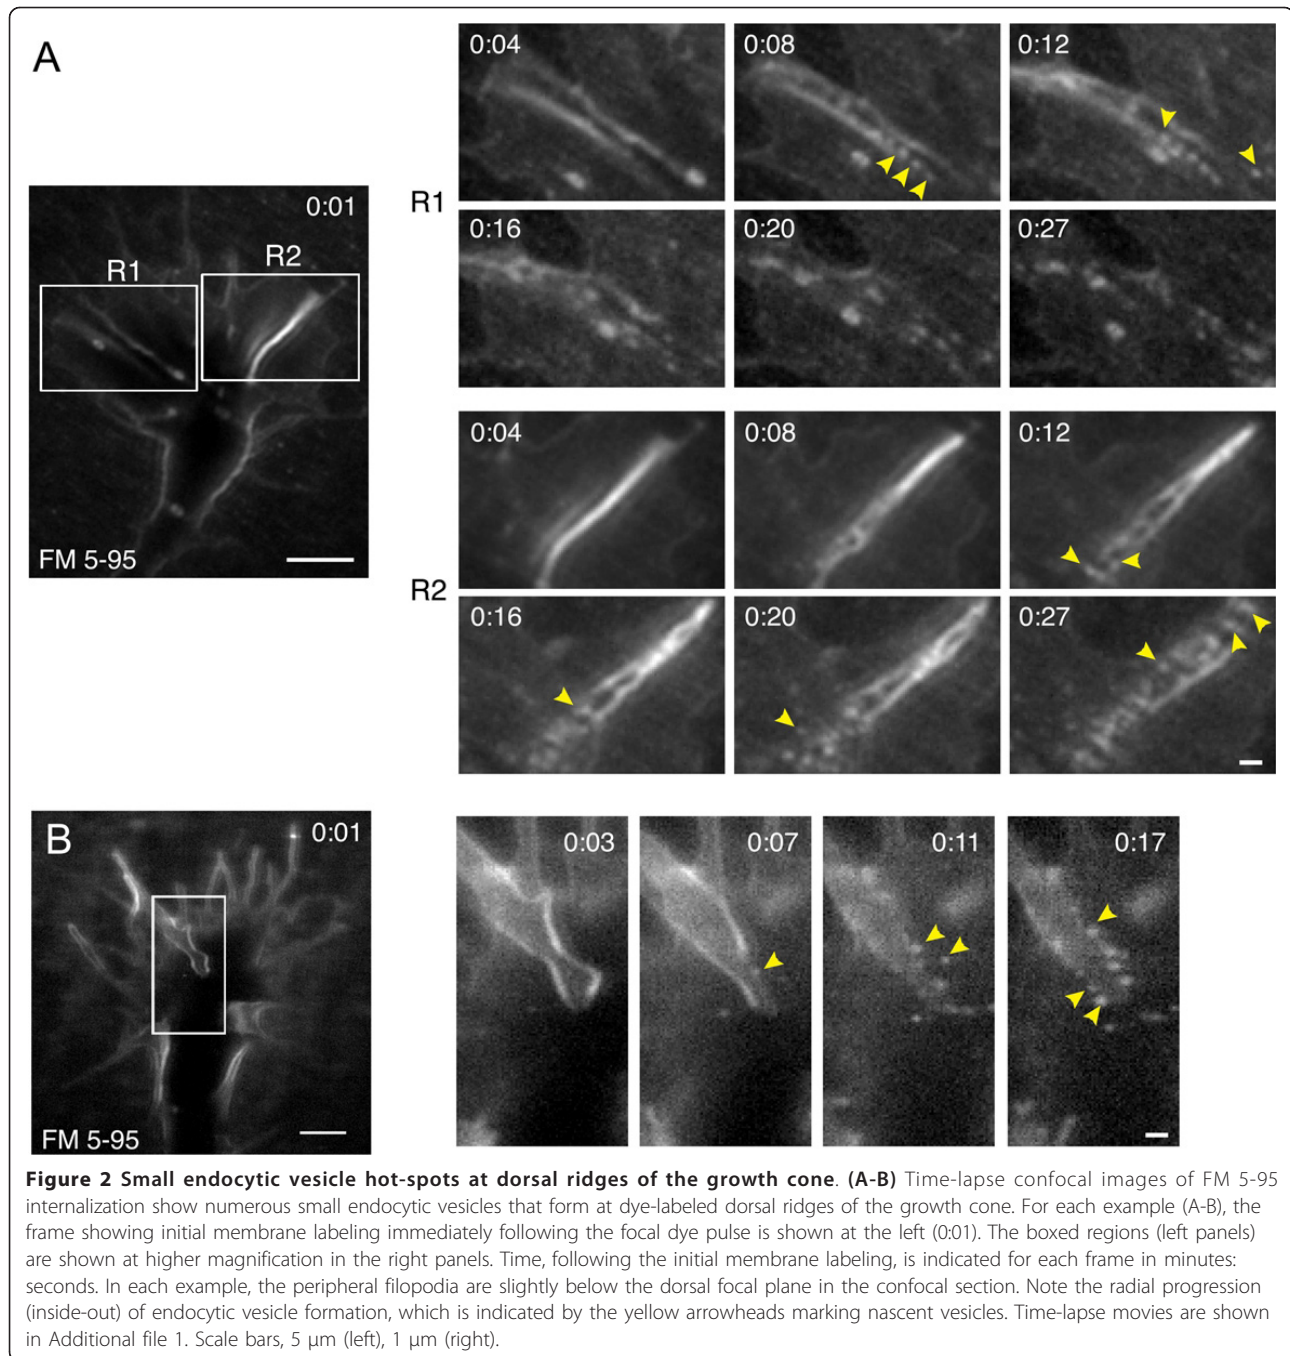 A
0:01
R1
R2
FM 5-95
R1
0:04
0:08
0:12
0:16
0:20
0:27
R2
0:04
0:08
0:12
0:16
0:20
0:27
B
0:01
FM 5-95
0:03
0:07
0:11
0:17
Figure 2 Small endocytic vesicle hot-spots at dorsal ridges of the growth cone. (A-B) Time-lapse confocal images of FM 5-95
internalization show numerous small endocytic vesicles that form at dye-labeled dorsal ridges of the growth cone. For each example (A-B), the
frame showing initial membrane labeling immediately following the focal dye pulse is shown at the left (0:01). The boxed regions (left panels)
are shown at higher magnification in the right panels. Time, following the initial membrane labeling, is indicated for each frame in minutes:
seconds. In each example, the peripheral filopodia are slightly below the dorsal focal plane in the confocal section. Note the radial progression
(inside-out) of endocytic vesicle formation, which is indicated by the yellow arrowheads marking nascent vesicles. Time-lapse movies are shown
in Additional file 1. Scale bars, 5 μm (left), 1 μm (right).